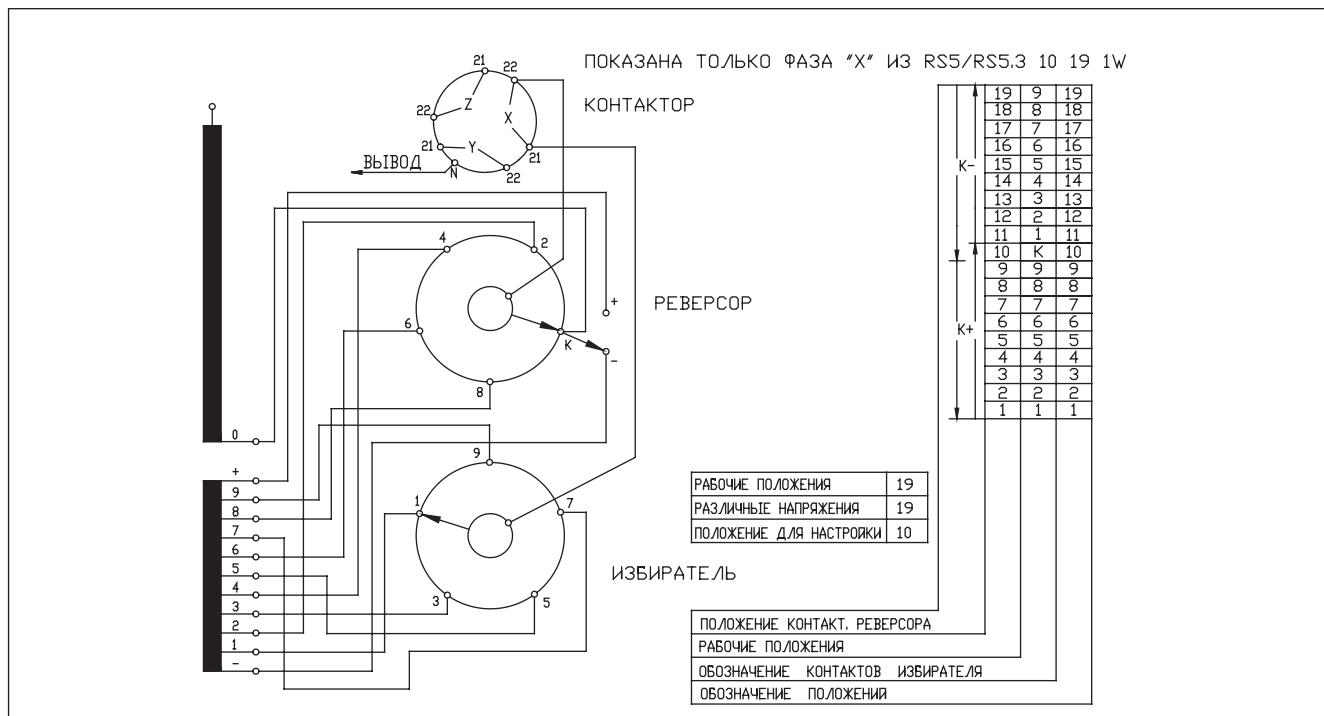 ПОКАЗАНА ТОЛЬКО ФАЗА "X" ИЗ RS5/RS5.3 10 19 1W
КОНТАКТОР
21
22
Z
X
22
21
Y
21
N
22
ВЫВОД
4
2
6
K
8
+
-
РЕВЕРСОР
0
+
9
8
7
6
5
4
3
2
1
-
9
1
7
3
5
ИЗБИРАТЕЛЬ
K-
K+
19 9 19
18 8 18
17 7 17
16 6 16
15 5 15
14 4 14
13 3 13
12 2 12
11 1 11
10 K 10
9 9 9
8 8 8
7 7 7
6 6 6
5 5 5
4 4 4
3 3 3
2 2 2
1 1 1
РАБОЧИЕ ПОЛОЖЕНИЯ 19
РАЗЛИЧНЫЕ НАПРЯЖЕНИЯ 19
ПОЛОЖЕНИЕ ДЛЯ НАСТРОЙКИ 10
ПОЛОЖЕНИЕ КОНТАКТ. РЕВЕРСОРА
РАБОЧИЕ ПОЛОЖЕНИЯ
ОБОЗНАЧЕНИЕ КОНТАКТОВ ИЗБИРАТЕЛЯ
ОБОЗНАЧЕНИЕ ПОЛОЖЕНИЙ